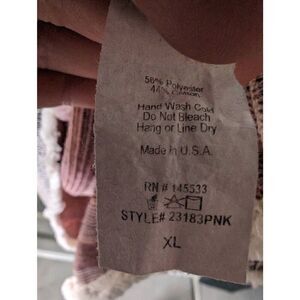 56% Polyester
44% Cotton
Hand Wash Cold
Do Not Bleach
Hang or Line Dry
Made in U.S.A.
RN # 145533
STYLE# 23183PNK
XL